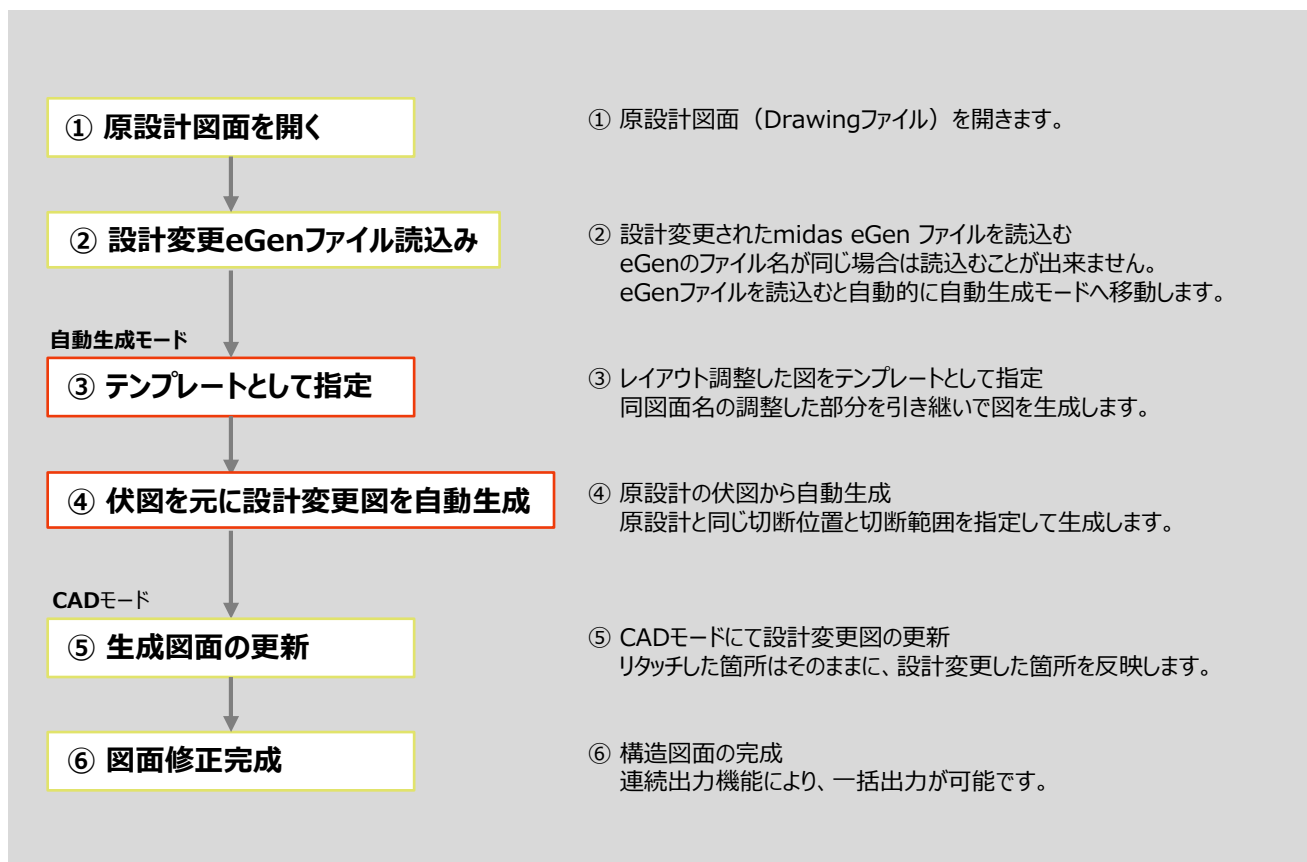 ① 原設計図面を開く
① 原設計図面（Drawingファイル）を開きます。
② 設計変更eGenファイル読込み
② 設計変更されたmidas eGen ファイルを読込む
eGenのファイル名が同じ場合は読込むことが出来ません。
eGenファイルを読込むと自動的に自動生成モードへ移動します。
自動生成モード
③ テンプレートとして指定
③ レイアウト調整した図をテンプレートとして指定
同図面名の調整した部分を引き継いで図を生成します。
④ 伏図を元に設計変更図を自動生成
④ 原設計の伏図から自動生成
原設計と同じ切断位置と切断範囲を指定して生成します。
CADモード
⑤ 生成図面の更新
⑤ CADモードにて設計変更図の更新
リタッチした箇所はそのままに、設計変更した箇所を反映します。
⑥ 図面修正完成
⑥ 構造図面の完成
連続出力機能により、一括出力が可能です。